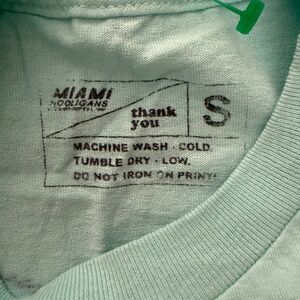 MIAMI
HOOLIGANS
thank
you
S
MACHINE WASH · COLD.
TUMBLE DRY · LOW.
DO NOT IRON ON PRINT